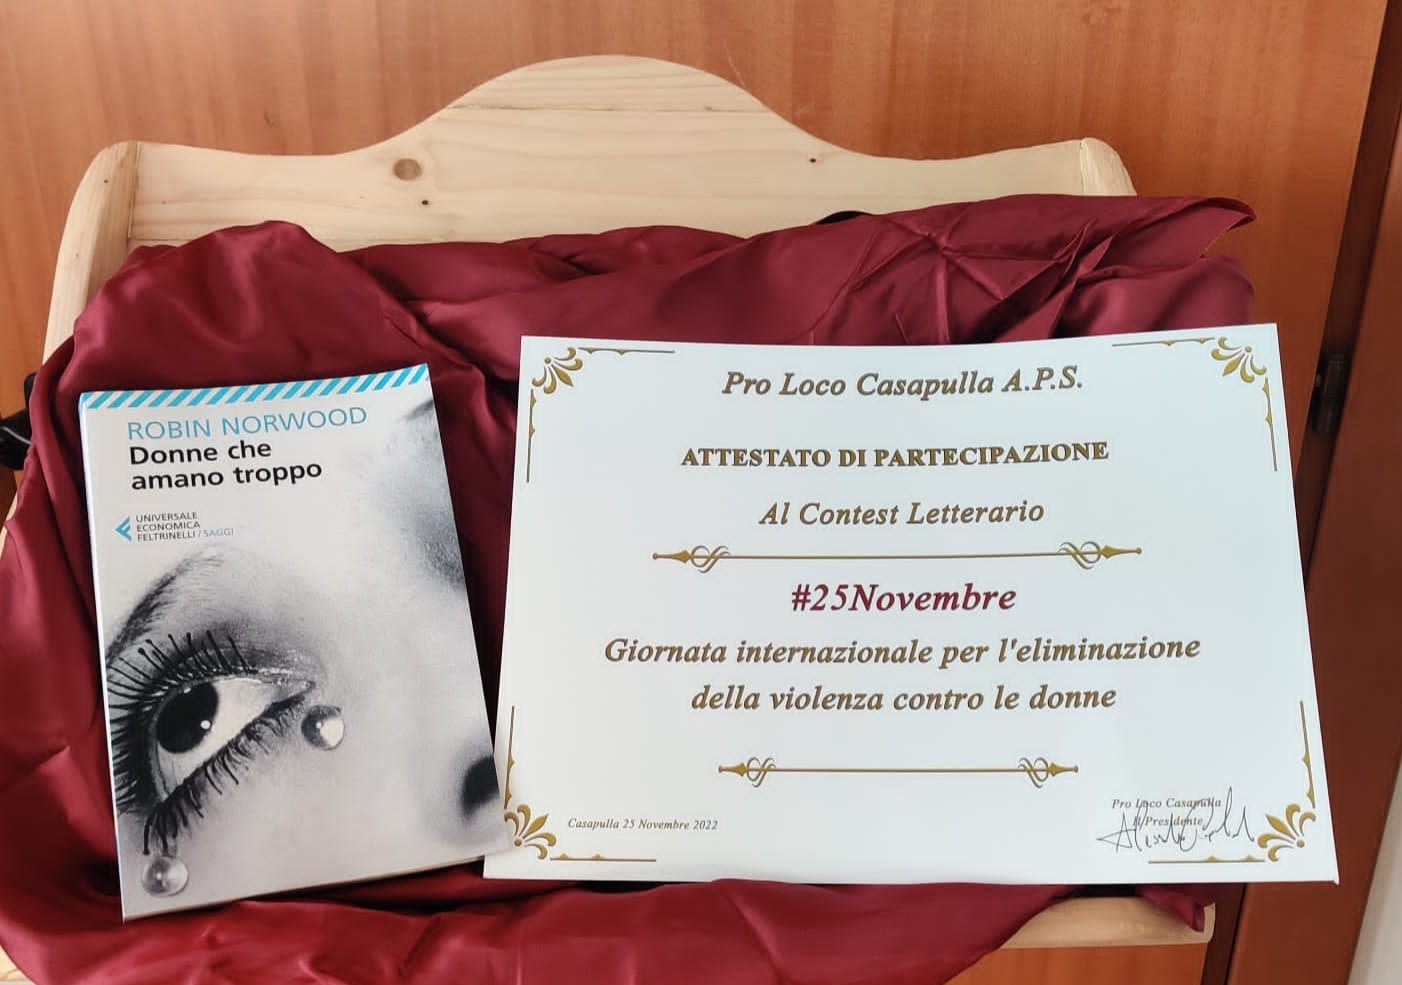 ROBIN NORWOOD
Donne che
amano troppo
UNIVERSALE
ECONOMICA
FELTRINELLI / SAGGI
Pro Loco Casapulla A.P.S.
ATTESTATO DI PARTECIPAZIONE
Al Contest Letterario
#25Novembre
Giornata internazionale per l'eliminazione
della violenza contro le donne
Casapulla 25 Novembre 2022
Pro Loco Casapulla
Il Presidente